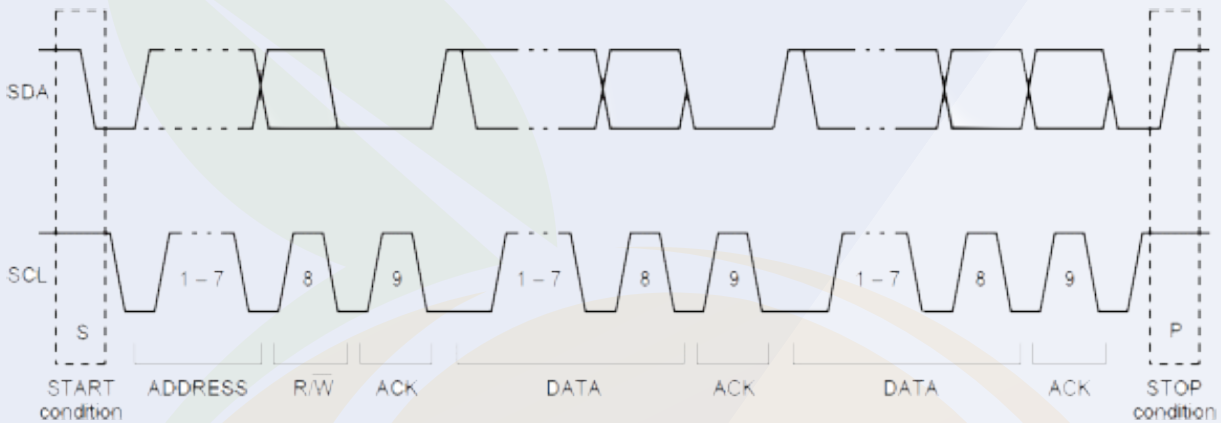 SDA
SCL
1 – 7 8 9 1 – 7 8 9 1 – 7 8 9
S P
START ADDRESS R/W̅ ACK DATA ACK DATA ACK STOP
condition condition